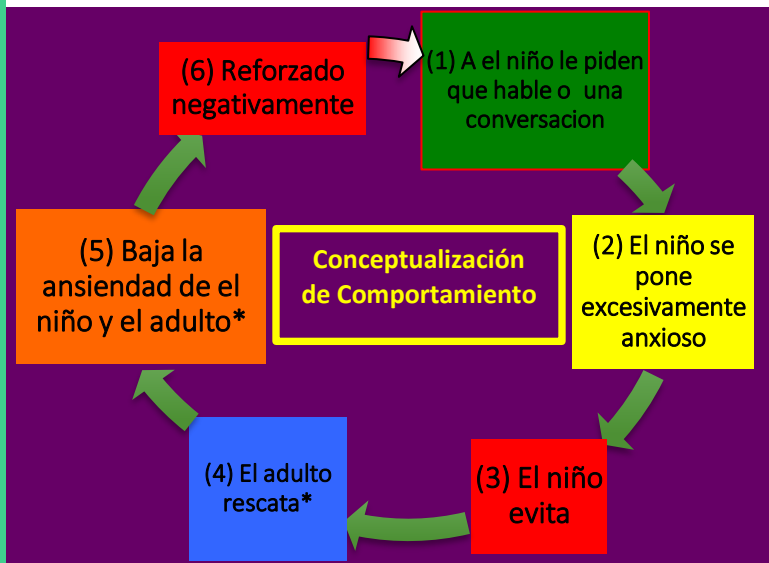 (1) A el niño le piden
que hable o una
conversacion
(2) El niño se
pone
excesivamente
anxioso
(3) El niño
evita
(4) El adulto
rescata*
(5) Baja la
ansiendad de el
niño y el adulto*
(6) Reforzado
negativamente
Conceptualización
de Comportamiento